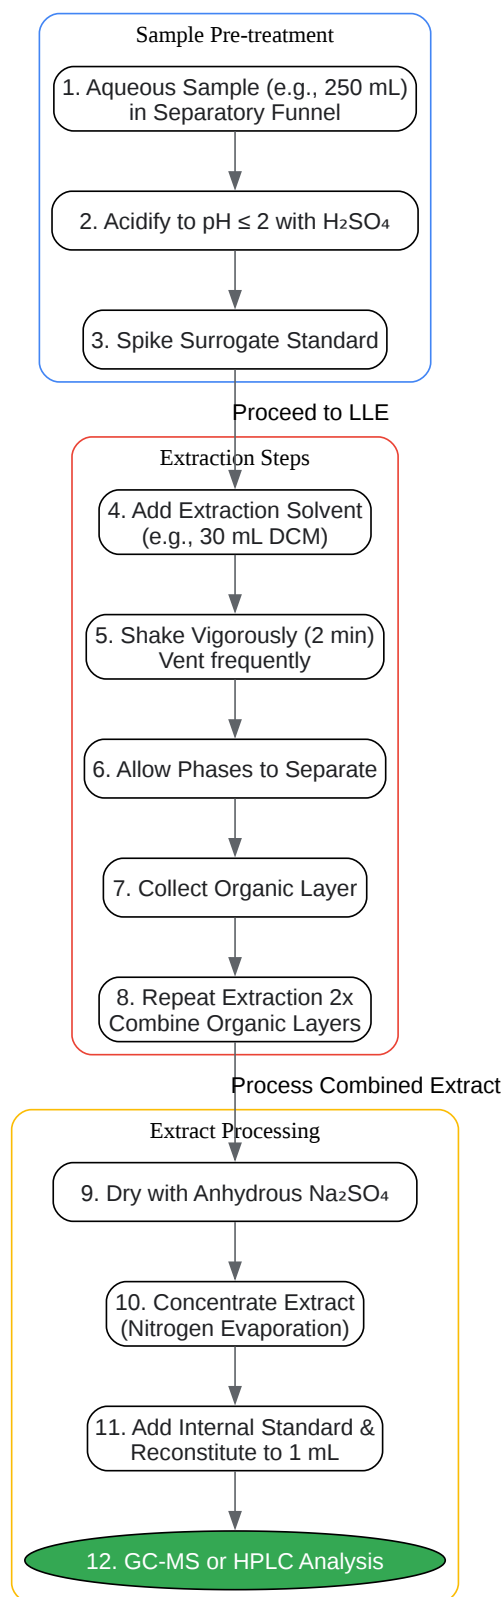 Sample Pre-treatment
1. Aqueous Sample (e.g., 250 mL)
in Separatory Funnel
2. Acidify to pH ≤ 2 with H₂SO₄
3. Spike Surrogate Standard
Proceed to LLE
Extraction Steps
4. Add Extraction Solvent
(e.g., 30 mL DCM)
5. Shake Vigorously (2 min)
Vent frequently
6. Allow Phases to Separate
7. Collect Organic Layer
8. Repeat Extraction 2x
Combine Organic Layers
Process Combined Extract
Extract Processing
9. Dry with Anhydrous Na₂SO₄
10. Concentrate Extract
(Nitrogen Evaporation)
11. Add Internal Standard &
Reconstitute to 1 mL
12. GC-MS or HPLC Analysis